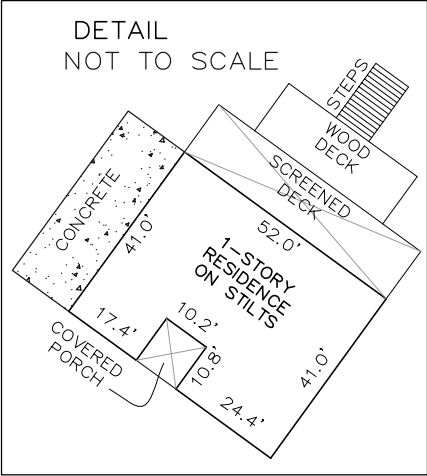 DETAIL
NOT TO SCALE
STEPS
WOOD
DECK
SCREENED
DECK
CONCRETE
41.0'
52.0'
1-STORY
RESIDENCE
ON STILTS
17.4'
10.2'
10.8'
41.0'
24.4'
COVERED
PORCH